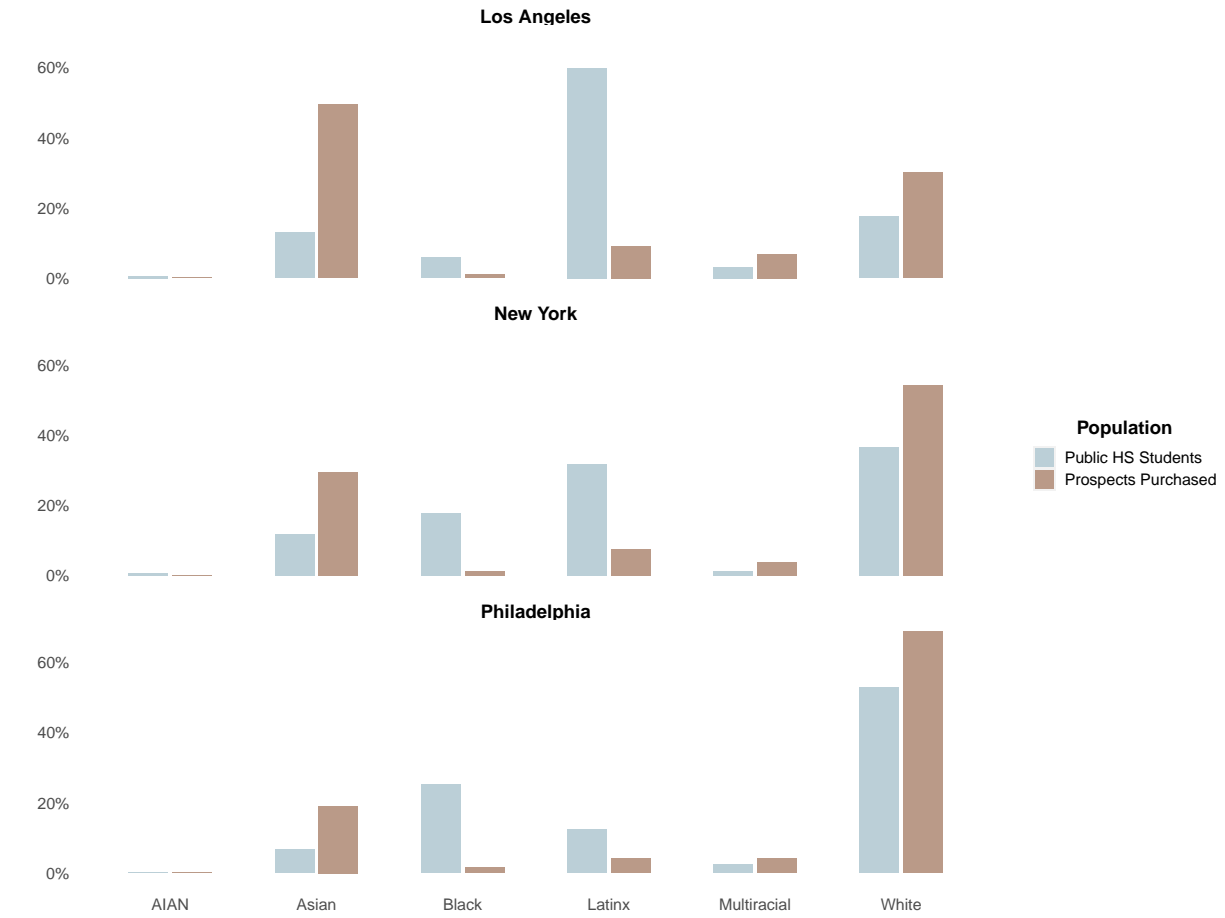 Los Angeles
60%
40%
20%
0%
New York
60%
40%
20%
0%
Population
Public HS Students
Prospects Purchased
Philadelphia
60%
40%
20%
0%
AIAN Asian Black Latinx Multiracial White